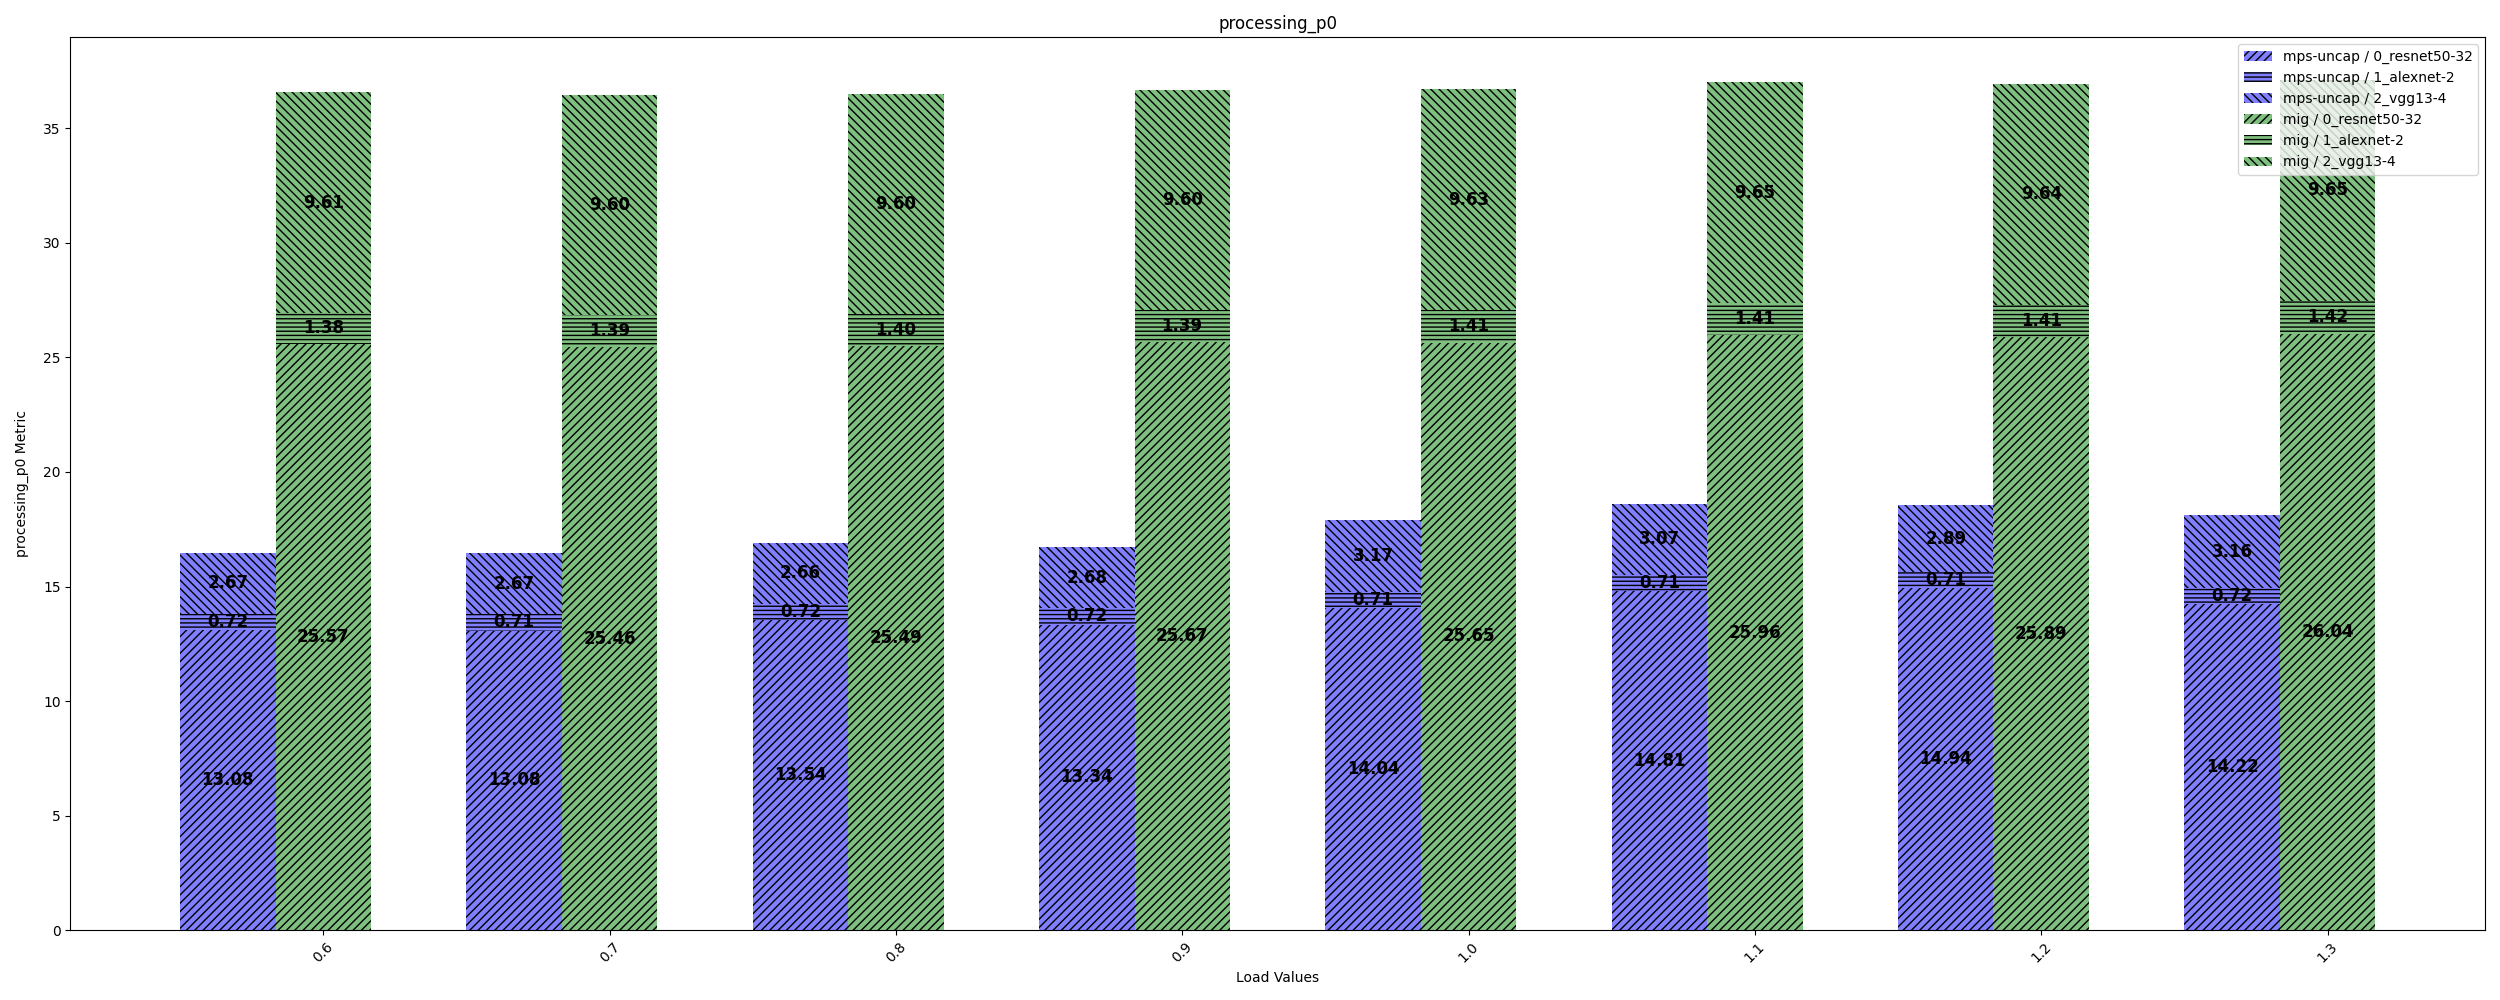 processing_p0
mps-uncap / 0_resnet50-32
mps-uncap / 1_alexnet-2
mps-uncap / 2_vgg13-4
mig / 0_resnet50-32
mig / 1_alexnet-2
mig / 2_vgg13-4
processing_p0 Metric
35
30
25
20
15
10
5
0
9.61 9.60 9.60 9.60 9.63 9.65 9.64 9.65
1.38 1.39 1.40 1.39 1.41 1.41 1.41 1.42
2.67 2.67 2.66 2.68 3.17 3.07 2.89 3.16
0.72 0.71 0.72 0.72 0.71 0.71 0.71 0.72
25.57 25.46 25.49 25.67 25.65 25.96 25.89 26.04
13.08 13.08 13.54 13.34 14.04 14.81 14.94 14.22
0.6 0.7 0.8 0.9 1.0 1.1 1.2 1.3
Load Values